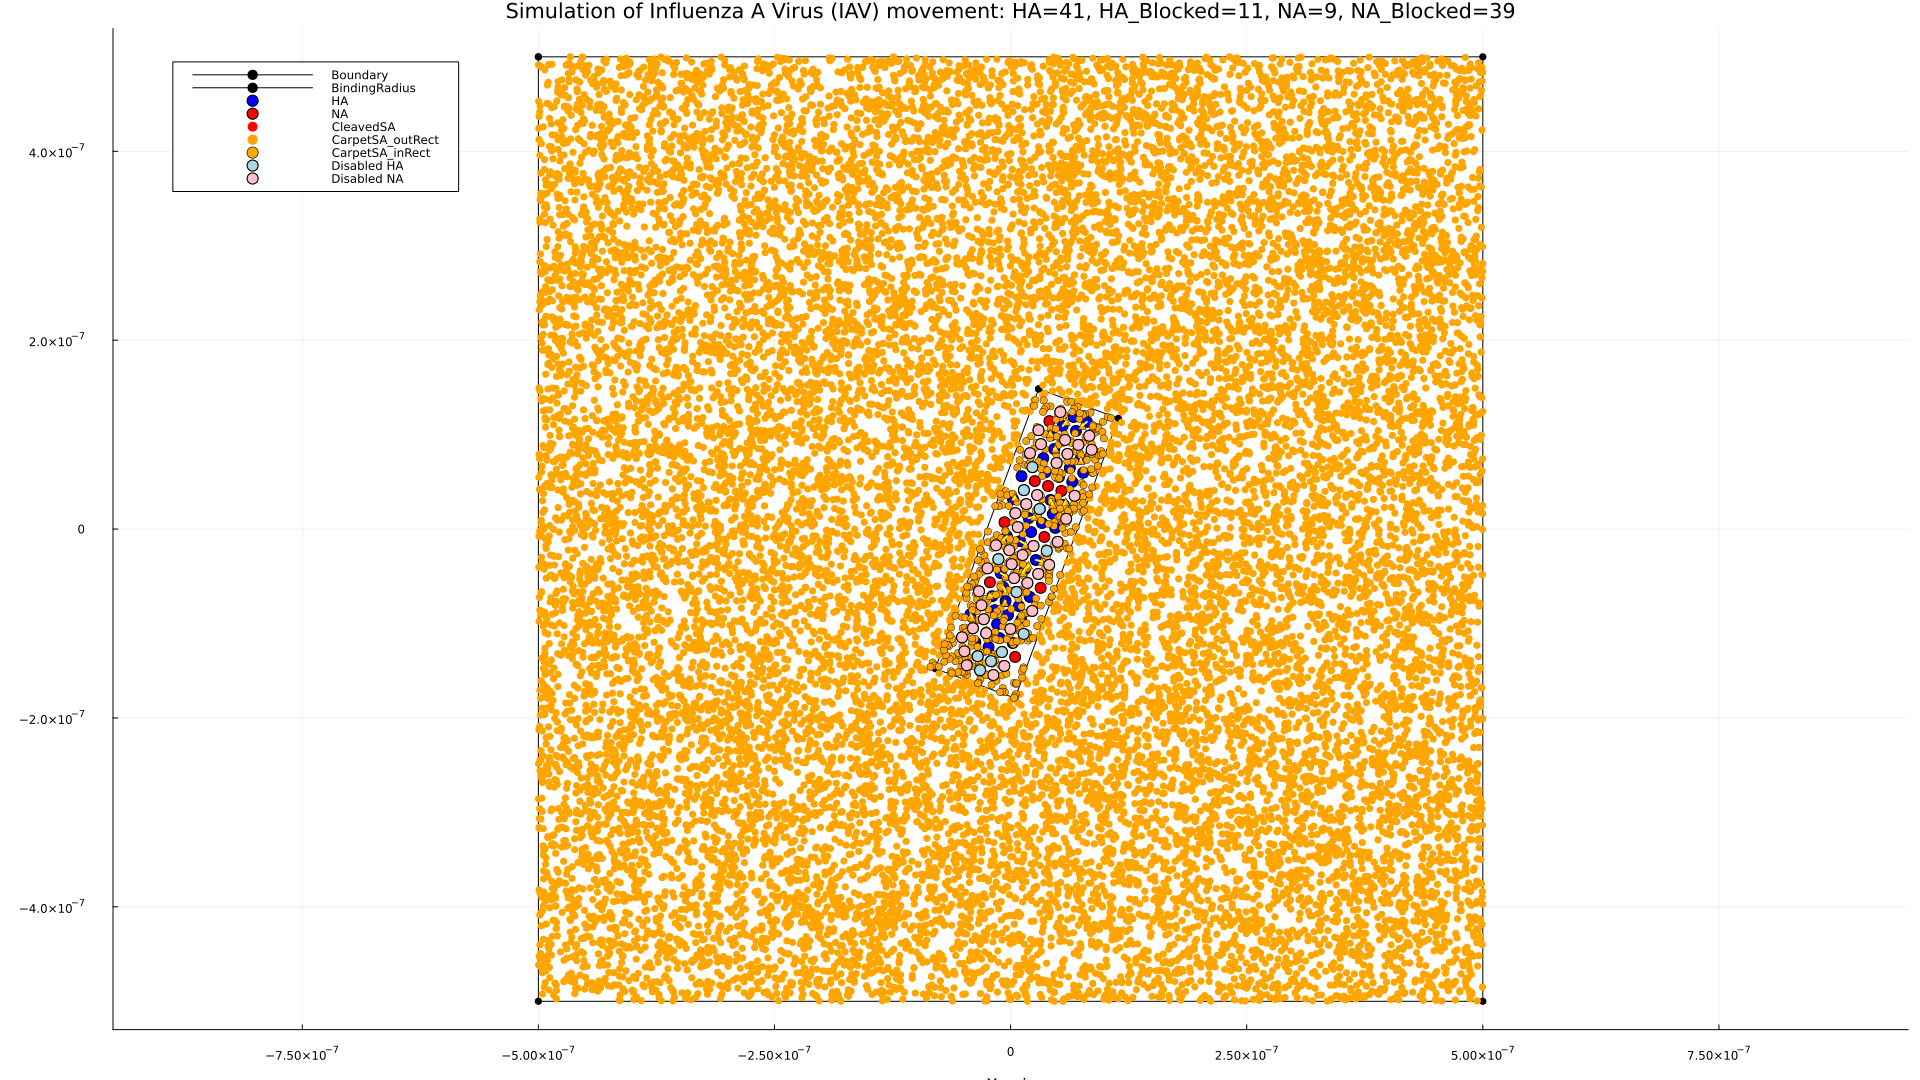 Simulation of Influenza A Virus (IAV) movement: HA=41, HA_Blocked=11, NA=9, NA_Blocked=39
Boundary
BindingRadius
HA
NA
CleavedSA
CarpetSA_outRect
CarpetSA_inRect
Disabled HA
Disabled NA
4.0×10⁻⁷
2.0×10⁻⁷
0
−2.0×10⁻⁷
−4.0×10⁻⁷
−7.50×10⁻⁷
−5.00×10⁻⁷
−2.50×10⁻⁷
0
2.50×10⁻⁷
5.00×10⁻⁷
7.50×10⁻⁷